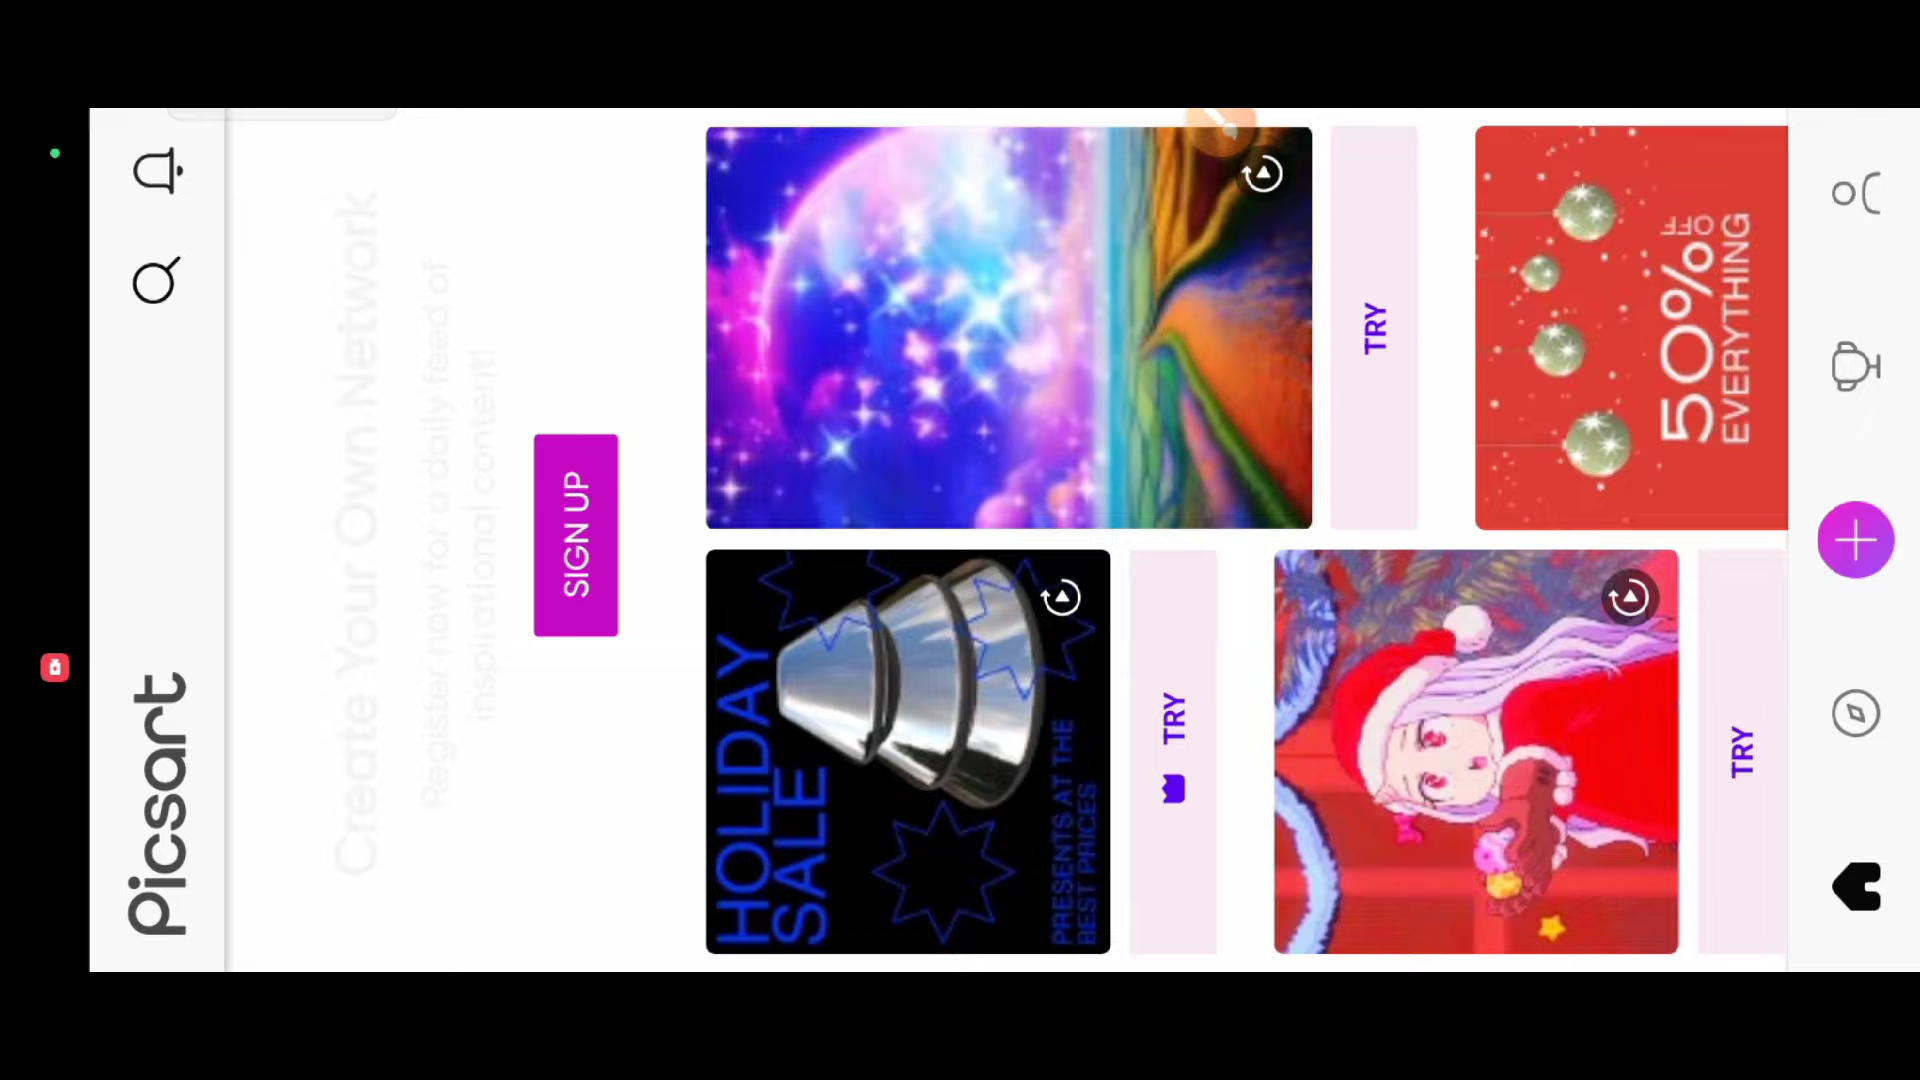 Picsart
Create Your Own Network
Register now for a daily feed of
inspirational content!
SIGN UP
HOLIDAY
SALE
PRESENTS AT THE
BEST PRICES
TRY
TRY
TRY
50% OFF
EVERYTHING